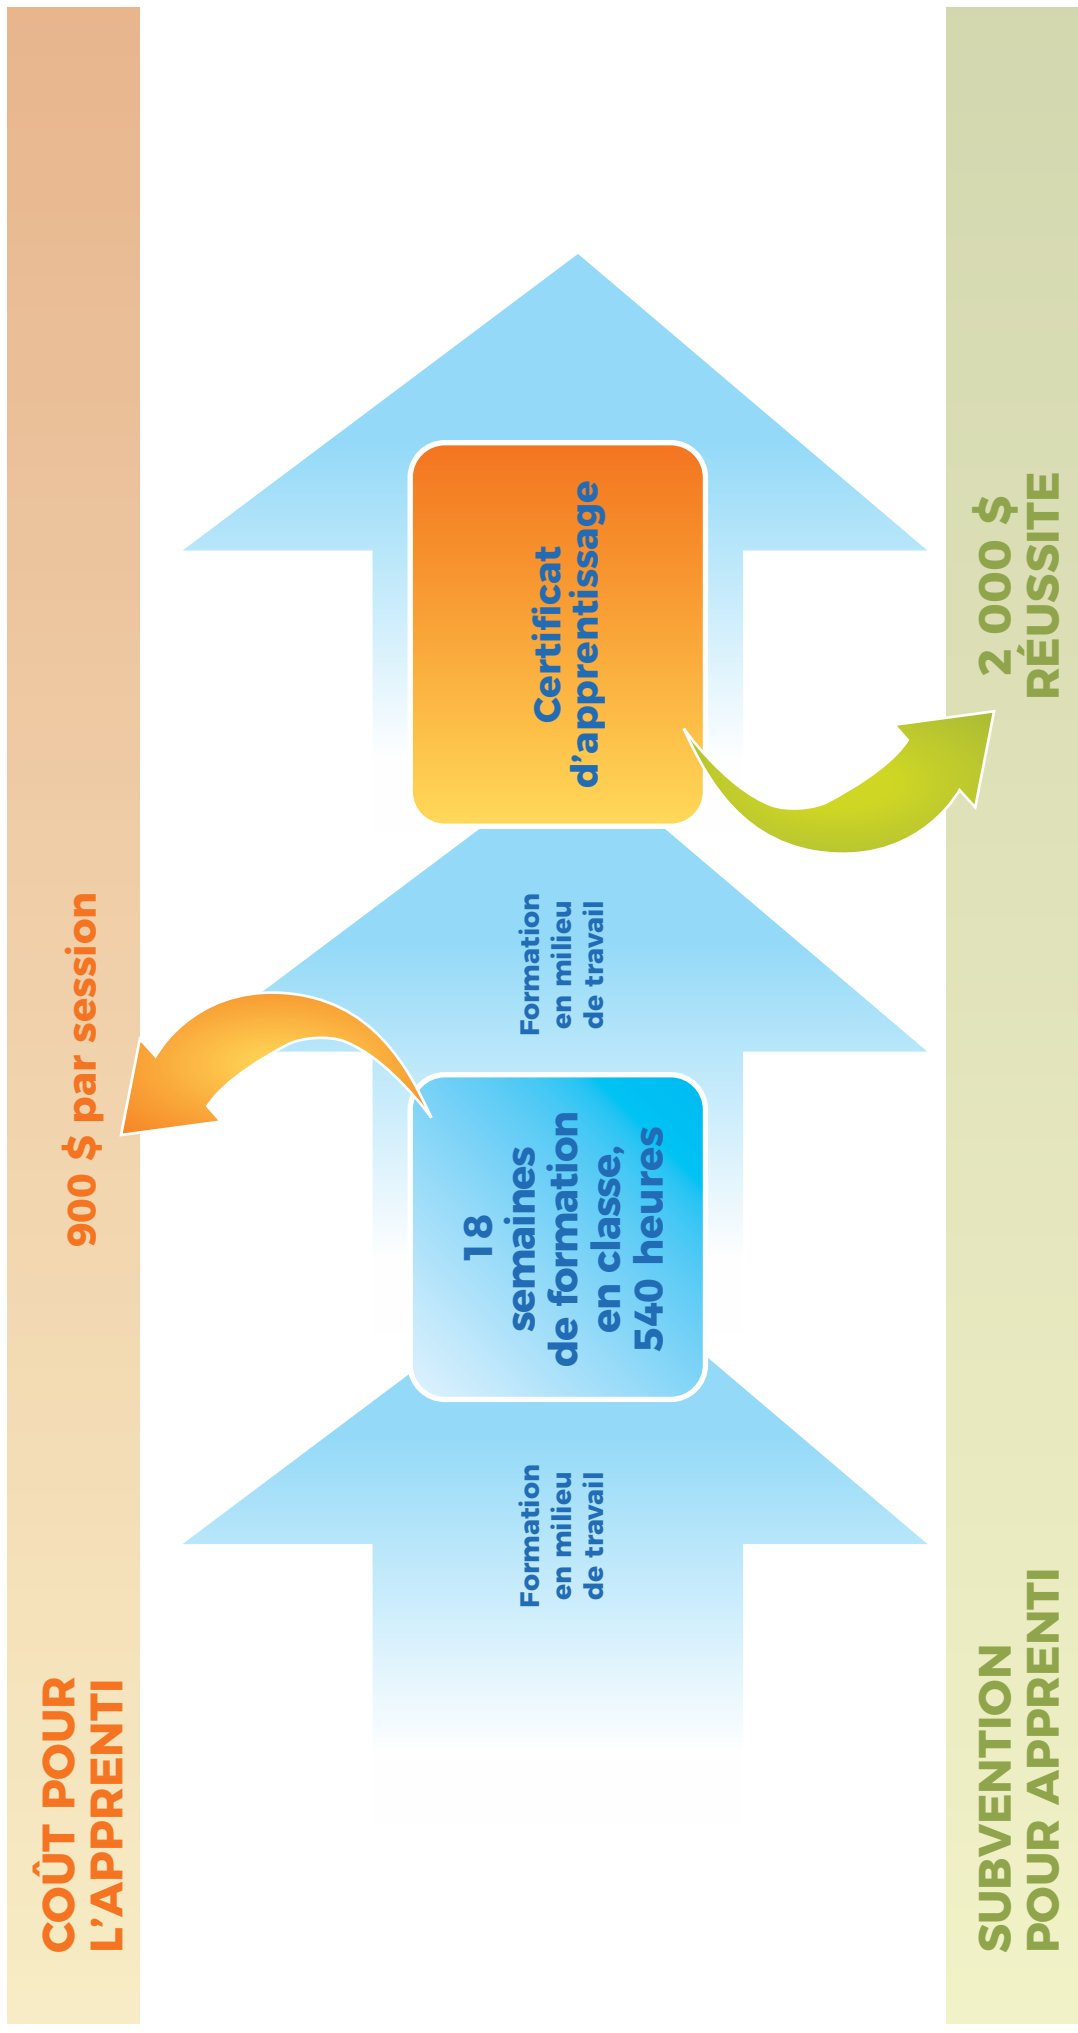 COÛT POUR
L'APPRENTI
900 $ par session
Formation
en milieu
de travail
18
semaines
de formation
en classe,
540 heures
Formation
en milieu
de travail
Certificat
d'apprentissage
SUBVENTION
POUR APPRENTI
2 000 $
RÉUSSITE